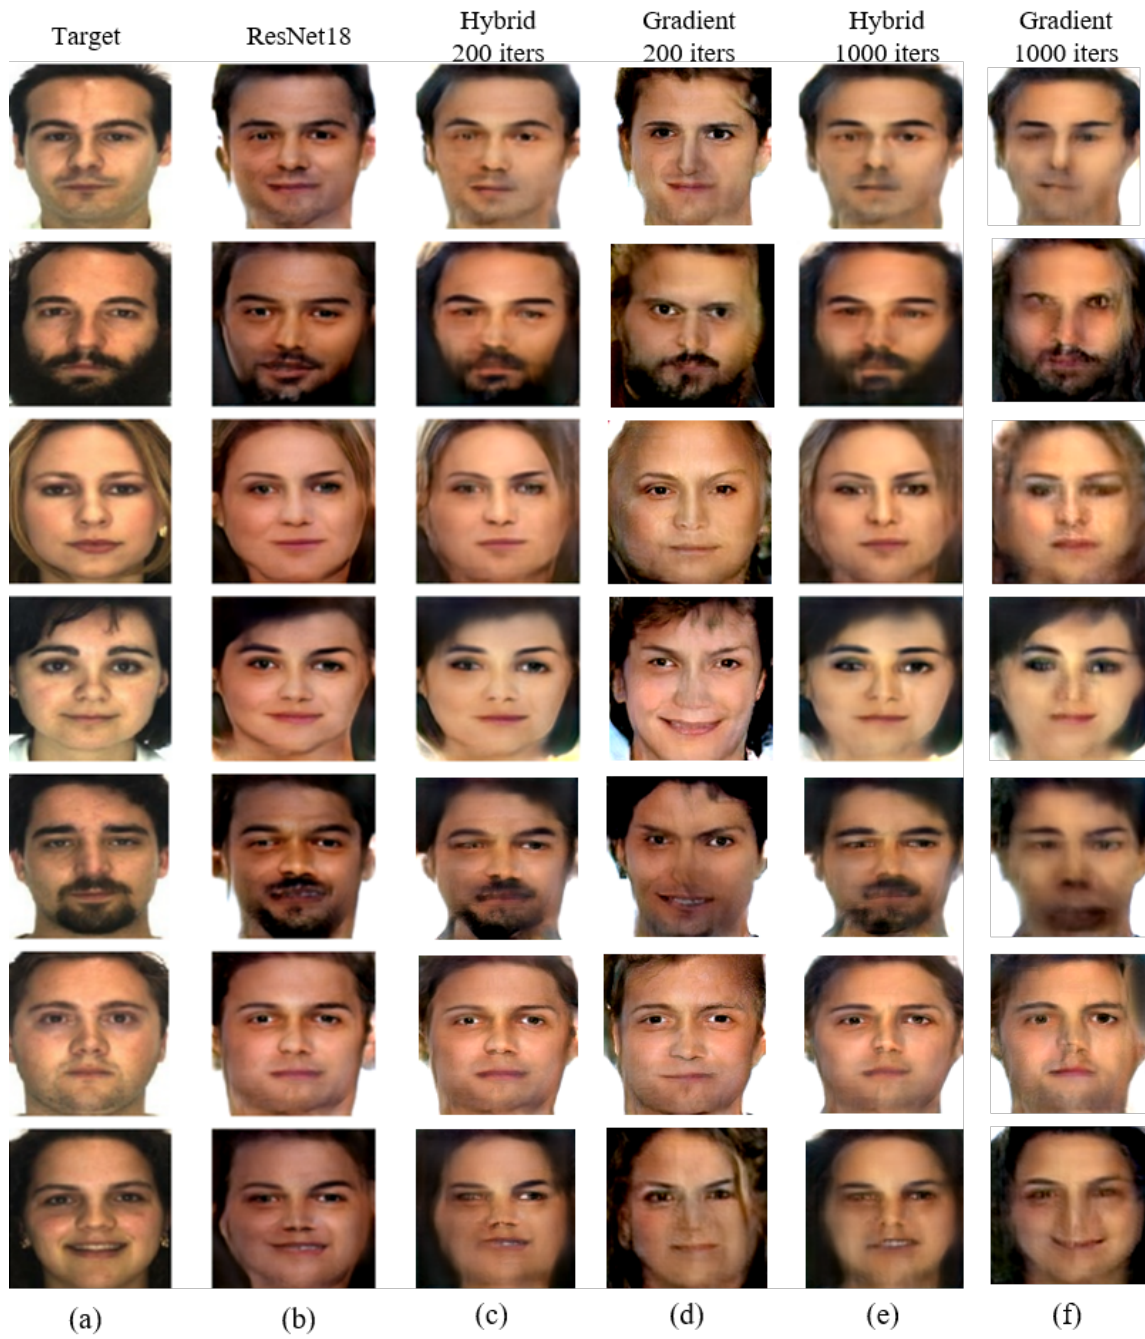 Target
ResNet18
Hybrid
200 iters
Gradient
200 iters
Hybrid
1000 iters
Gradient
1000 iters
(a)
(b)
(c)
(d)
(e)
(f)